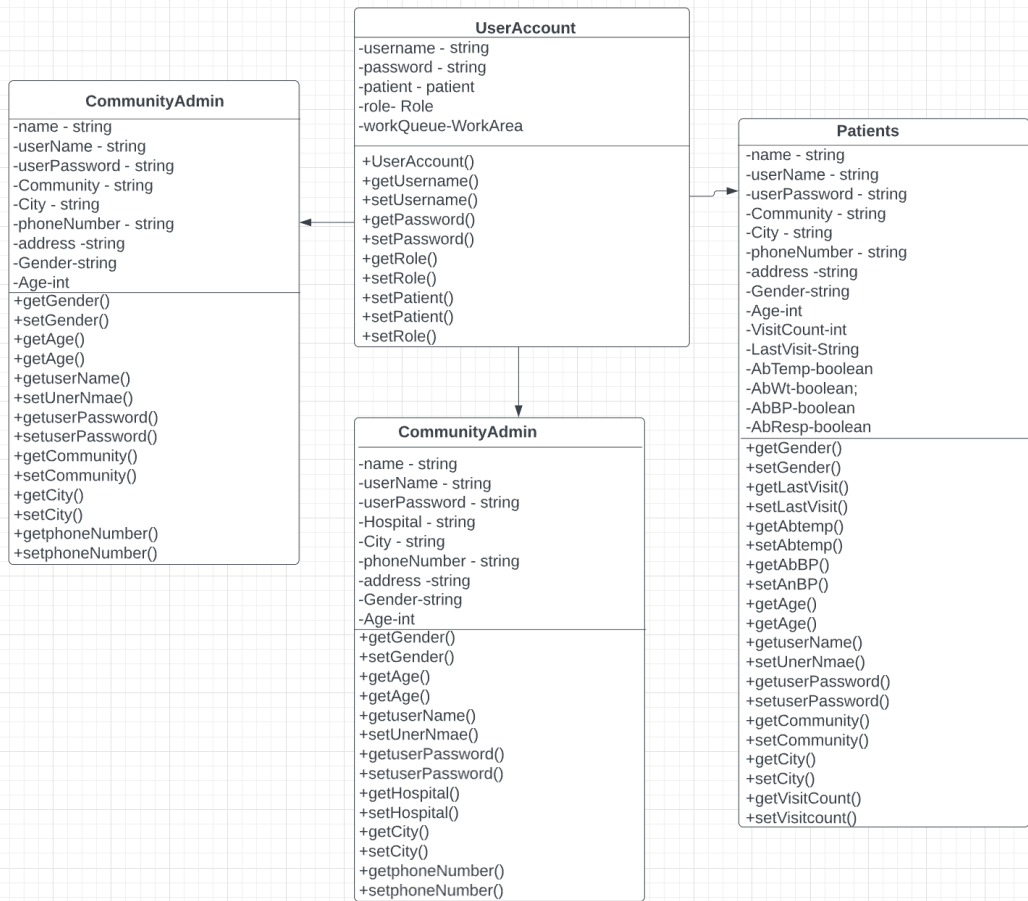 UserAccount
-username - string
-password - string
-patient - patient
-role- Role
-workQueue-WorkArea
+UserAccount()
+getUsername()
+setUsername()
+getPassword()
+setPassword()
+getRole()
+setRole()
+setPatient()
+setPatient()
+setRole()
CommunityAdmin
-name - string
-userName - string
-userPassword - string
-Community - string
-City - string
-phoneNumber - string
-address -string
-Gender-string
-Age-int
+getGender()
+setGender()
+getAge()
+getAge()
+getuserName()
+setUnerNmae()
+getuserPassword()
+setuserPassword()
+getCommunity()
+setCommunity()
+getCity()
+setCity()
+getphoneNumber()
+setphoneNumber()
CommunityAdmin
-name - string
-userName - string
-userPassword - string
-Hospital - string
-City - string
-phoneNumber - string
-address -string
-Gender-string
-Age-int
+getGender()
+setGender()
+getAge()
+getAge()
+getuserName()
+setUnerNmae()
+getuserPassword()
+setuserPassword()
+getHospital()
+setHospital()
+getCity()
+setCity()
+getphoneNumber()
+setphoneNumber()
Patients
-name - string
-userName - string
-userPassword - string
-Community - string
-City - string
-phoneNumber - string
-address -string
-Gender-string
-Age-int
-VisitCount-int
-LastVisit-String
-AbTemp-boolean
-AbWt-boolean;
-AbBP-boolean
-AbResp-boolean
+getGender()
+setGender()
+getLastVisit()
+setLastVisit()
+getAbtemp()
+setAbtemp()
+getAbBP()
+setAnBP()
+getAge()
+getAge()
+getuserName()
+setUnerNmae()
+getuserPassword()
+setuserPassword()
+getCommunity()
+setCommunity()
+getCity()
+setCity()
+getVisitCount()
+setVisitcount()